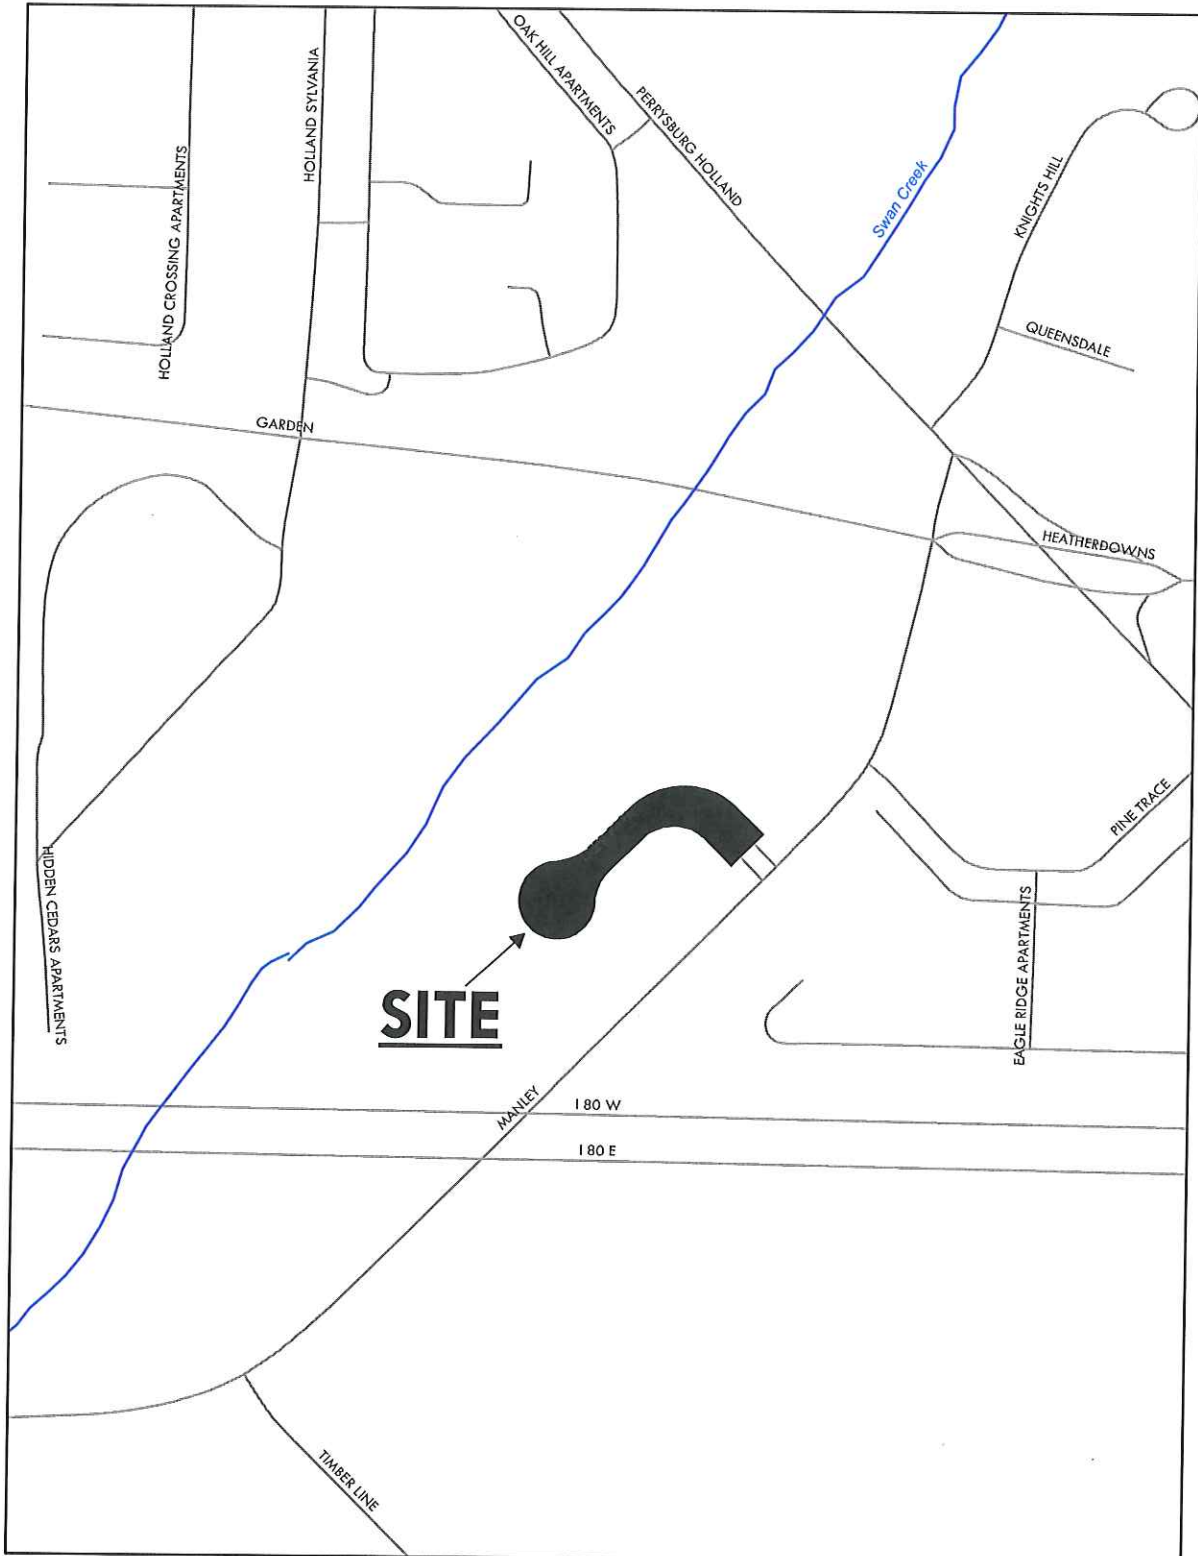 OAK HILL APARTMENTS
HOLLAND SYLVANIA
PERRYSBURG HOLLAND
HOLLAND CROSSING APARTMENTS
Swan Creek
KNIGHTS HILL
QUEENSDALE
GARDEN
HEATHERDOWNS
PINE TRACE
HIDDEN CEDARS APARTMENTS
EAGLE RIDGE APARTMENTS
SITE
MANLEY
I 80 W
I 80 E
TIMBER LINE